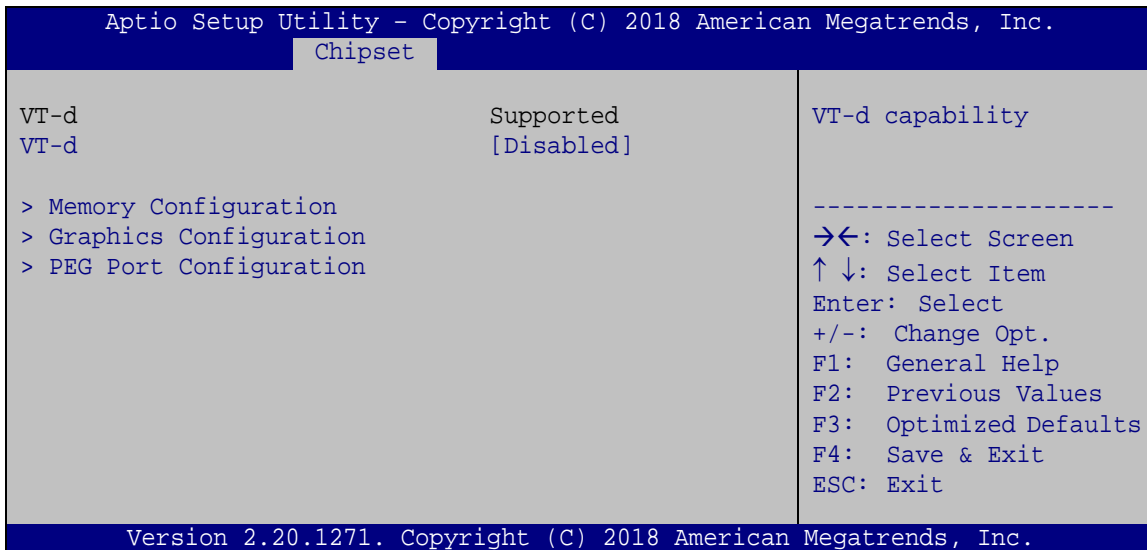 Aptio Setup Utility – Copyright (C) 2018 American Megatrends, Inc.
Chipset
VT-d Supported
VT-d [Disabled]
> Memory Configuration
> Graphics Configuration
> PEG Port Configuration
VT-d capability
---------------------
→←: Select Screen
↑ ↓: Select Item
Enter: Select
+/-: Change Opt.
F1: General Help
F2: Previous Values
F3: Optimized Defaults
F4: Save & Exit
ESC: Exit
Version 2.20.1271. Copyright (C) 2018 American Megatrends, Inc.